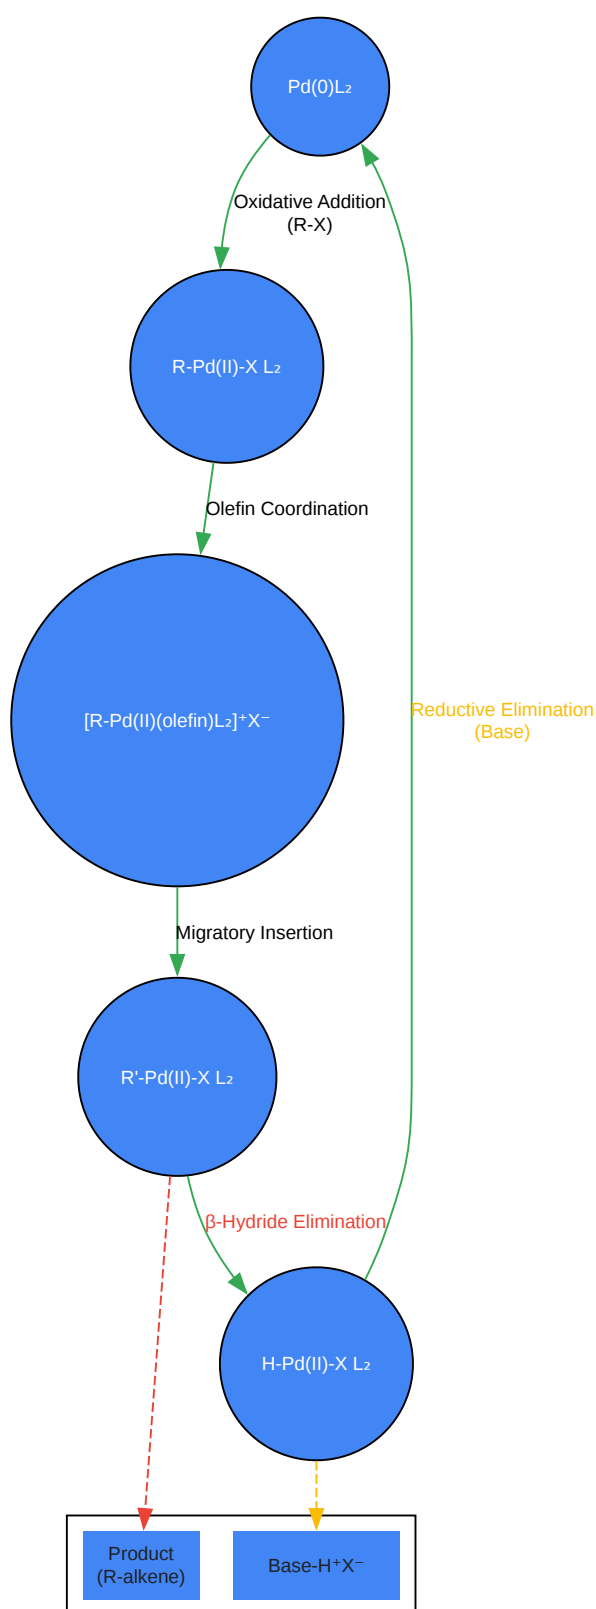 Pd(0)L₂
Oxidative Addition
(R-X)
R-Pd(II)-X L₂
Olefin Coordination
[R-Pd(II)(olefin)L₂]⁺X⁻
Reductive Elimination
(Base)
Migratory Insertion
R'-Pd(II)-X L₂
β-Hydride Elimination
H-Pd(II)-X L₂
Product
(R-alkene)
Base-H⁺X⁻